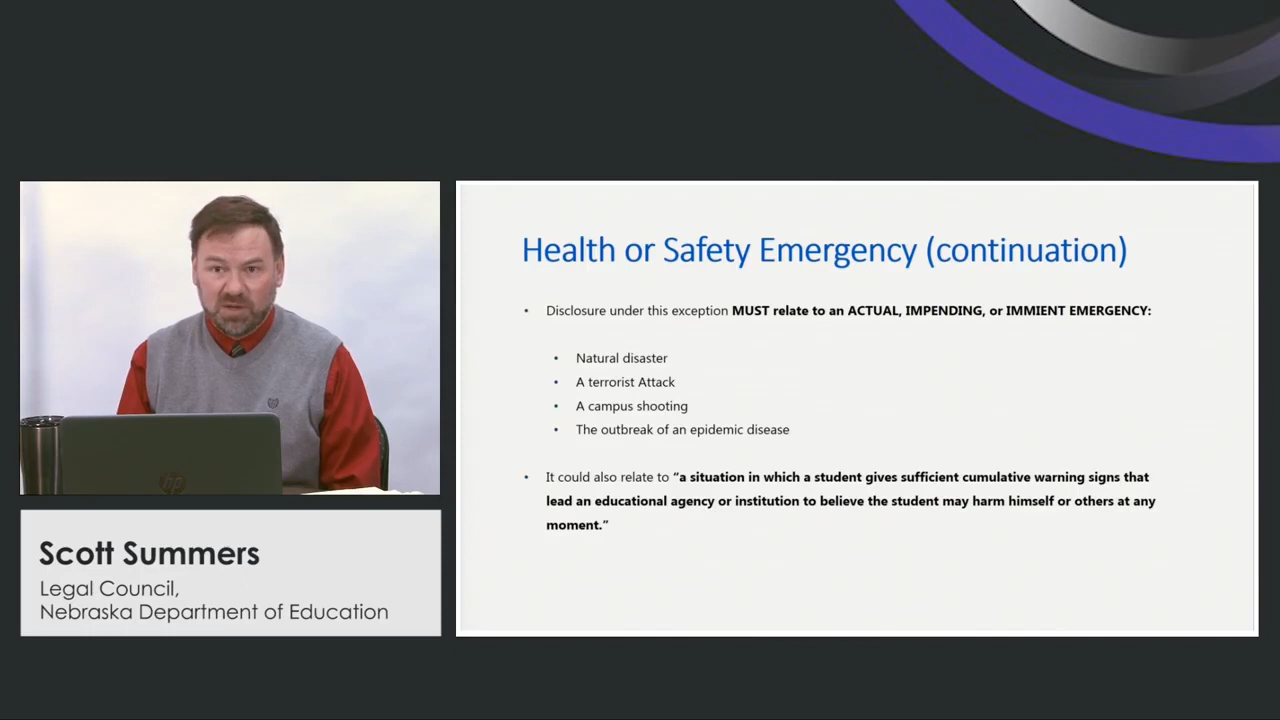 Health or Safety Emergency (continuation)
• Disclosure under this exception MUST relate to an ACTUAL, IMPENDING, or IMMIENT EMERGENCY:
• Natural disaster
• A terrorist Attack
• A campus shooting
• The outbreak of an epidemic disease
• It could also relate to “a situation in which a student gives sufficient cumulative warning signs that
lead an educational agency or institution to believe the student may harm himself or others at any
moment.”
hp
Scott Summers
Legal Council,
Nebraska Department of Education